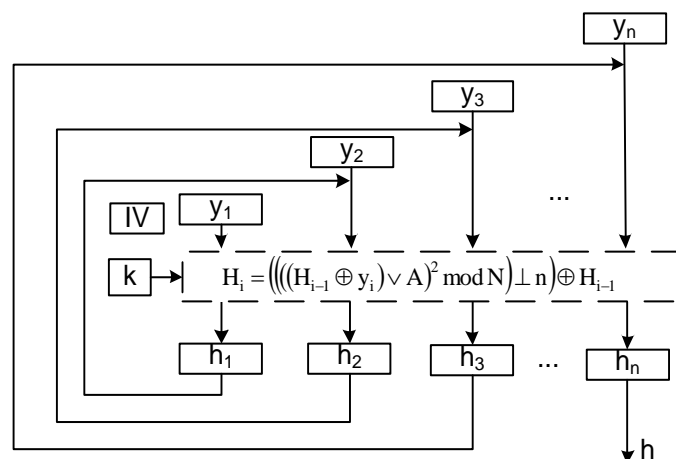 yₙ
y₃
y₂
...
IV y₁
k Hᵢ = ((((Hᵢ₋₁ ⊕ yᵢ) ∨ A)² mod N) ⊥ n) ⊕ Hᵢ₋₁
h₁ h₂ h₃ ... hₙ
h